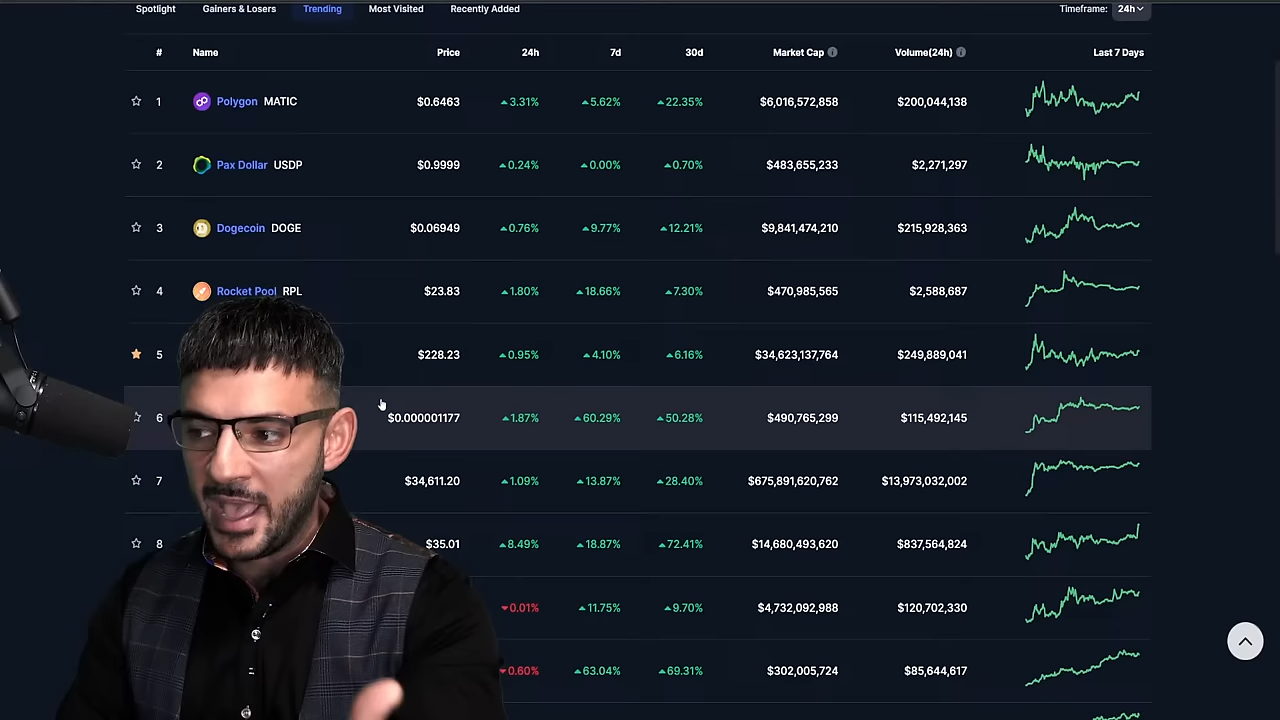 Spotlight Gainers & Losers Trending Most Visited Recently Added Timeframe: 24h
# Name Price 24h 7d 30d Market Cap Volume(24h) Last 7 Days
1 Polygon MATIC $0.6463 3.31% 5.62% 22.35% $6,016,572,858 $200,044,138
2 Pax Dollar USDP $0.9999 0.24% 0.00% 0.70% $483,655,233 $2,271,297
3 Dogecoin DOGE $0.06949 0.76% 9.77% 12.21% $9,841,474,210 $215,928,363
4 Rocket Pool RPL $23.83 1.80% 18.66% 7.30% $470,985,565 $2,588,687
5 $228.23 0.95% 4.10% 6.16% $34,623,137,764 $249,889,041
6 $0.000001177 1.87% 60.29% 50.28% $490,765,299 $115,492,145
7 $34,611.20 1.09% 13.87% 28.40% $675,891,620,762 $13,973,032,002
8 $35.01 8.49% 18.87% 72.41% $14,680,493,620 $837,564,824
0.01% 11.75% 9.70% $4,732,092,988 $120,702,330
0.60% 63.04% 69.31% $302,005,724 $85,644,617